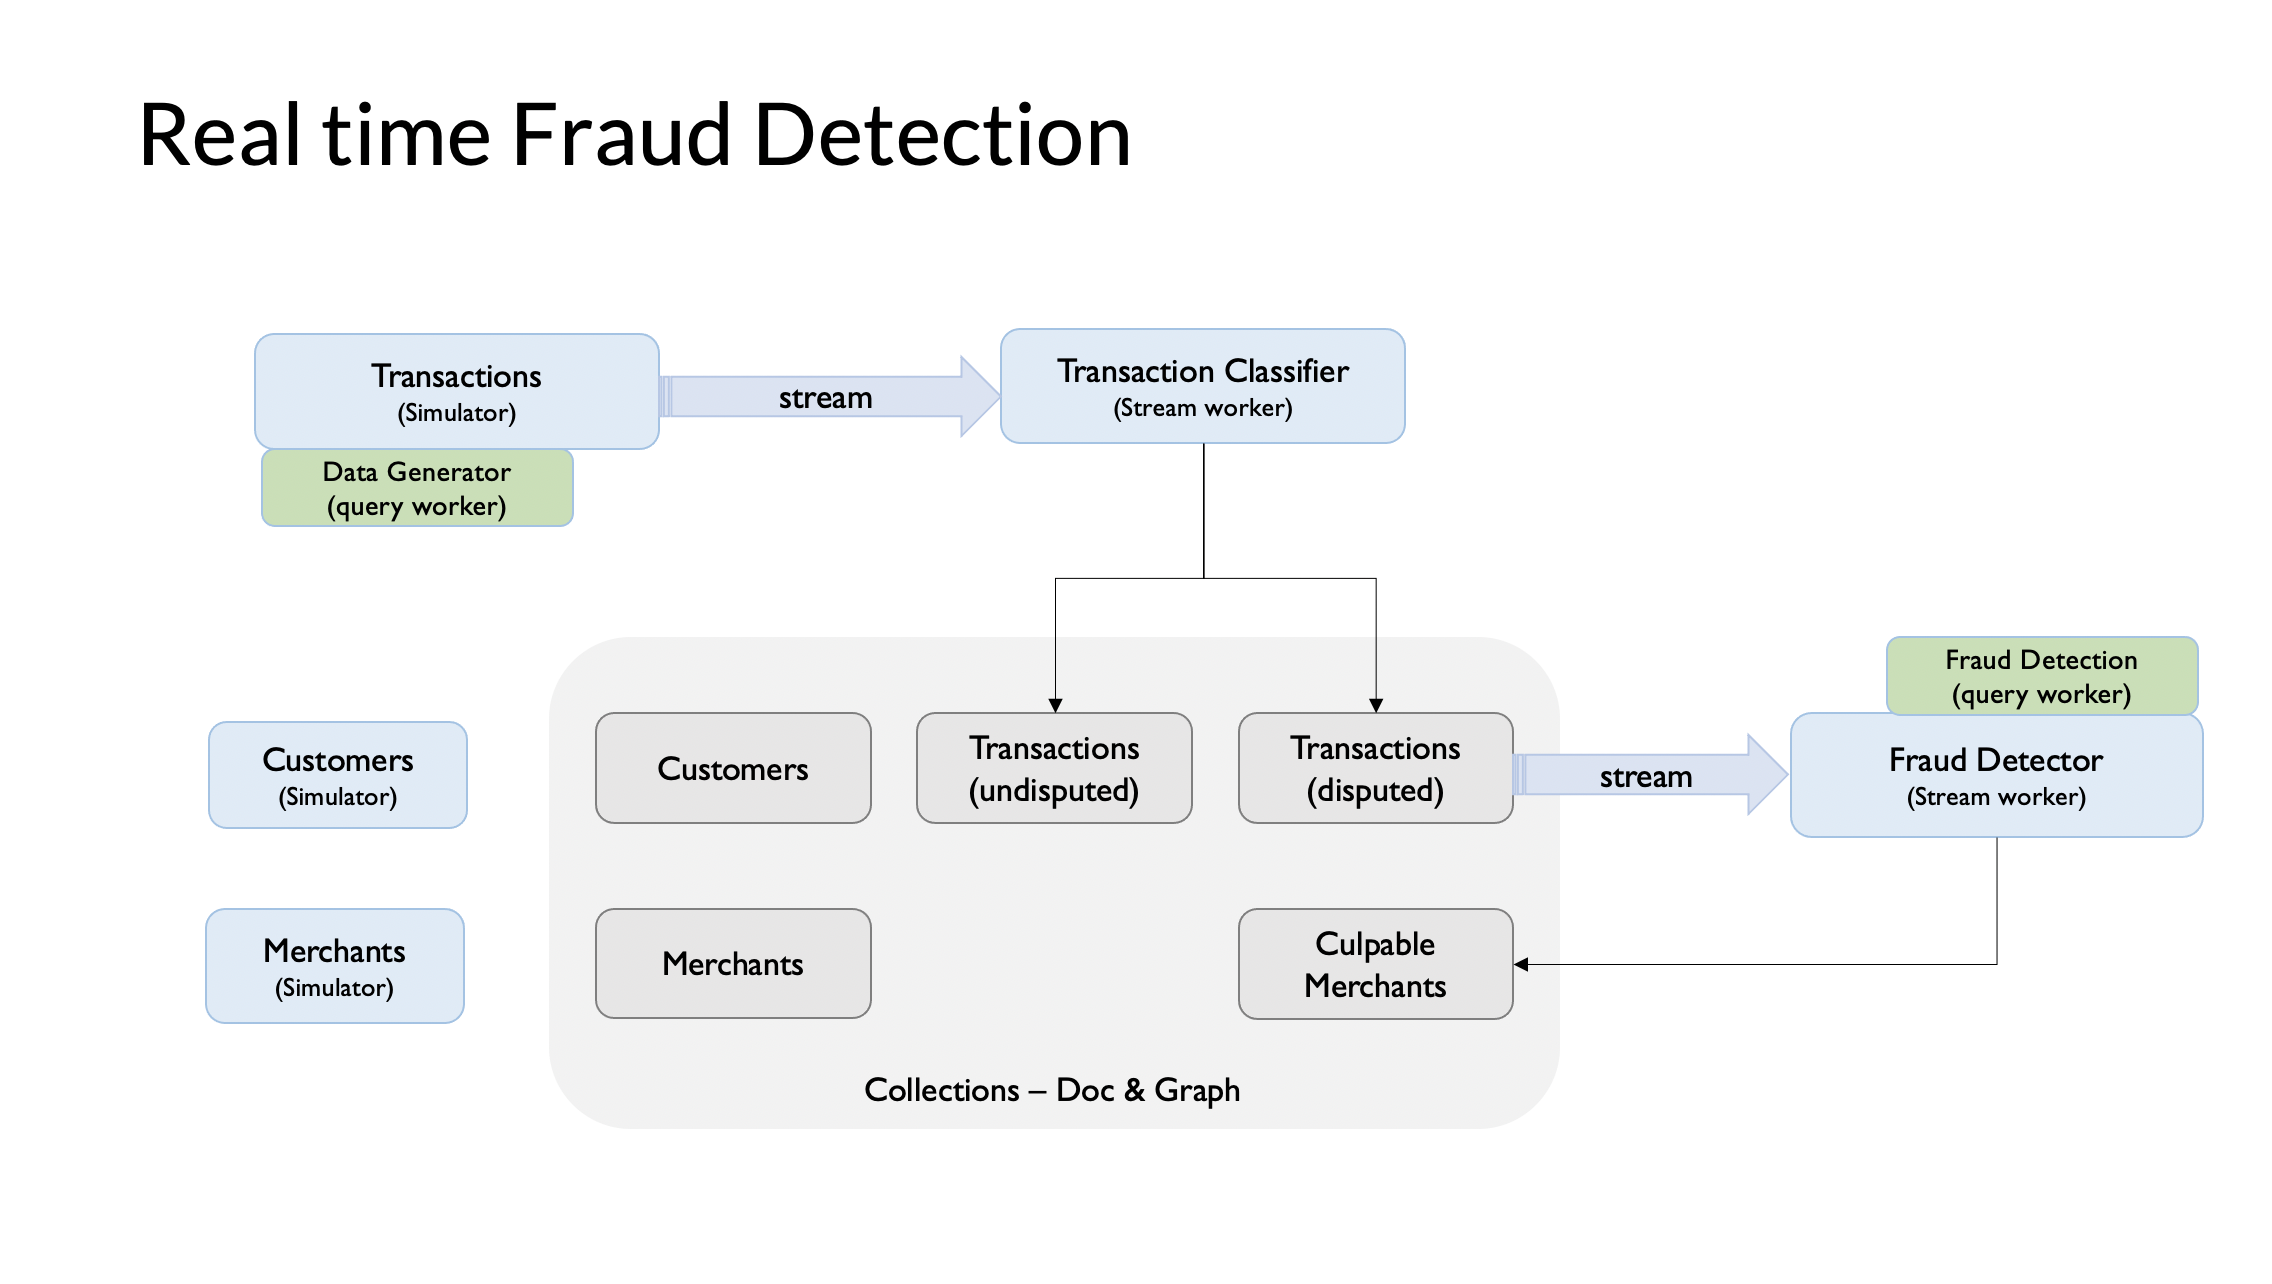 Real time Fraud Detection
Transactions
(Simulator)
stream
Transaction Classifier
(Stream worker)
Data Generator
(query worker)
Fraud Detection
(query worker)
Customers
(Simulator)
Customers
Transactions
(undisputed)
Transactions
(disputed)
stream
Fraud Detector
(Stream worker)
Merchants
(Simulator)
Merchants
Culpable
Merchants
Collections – Doc & Graph